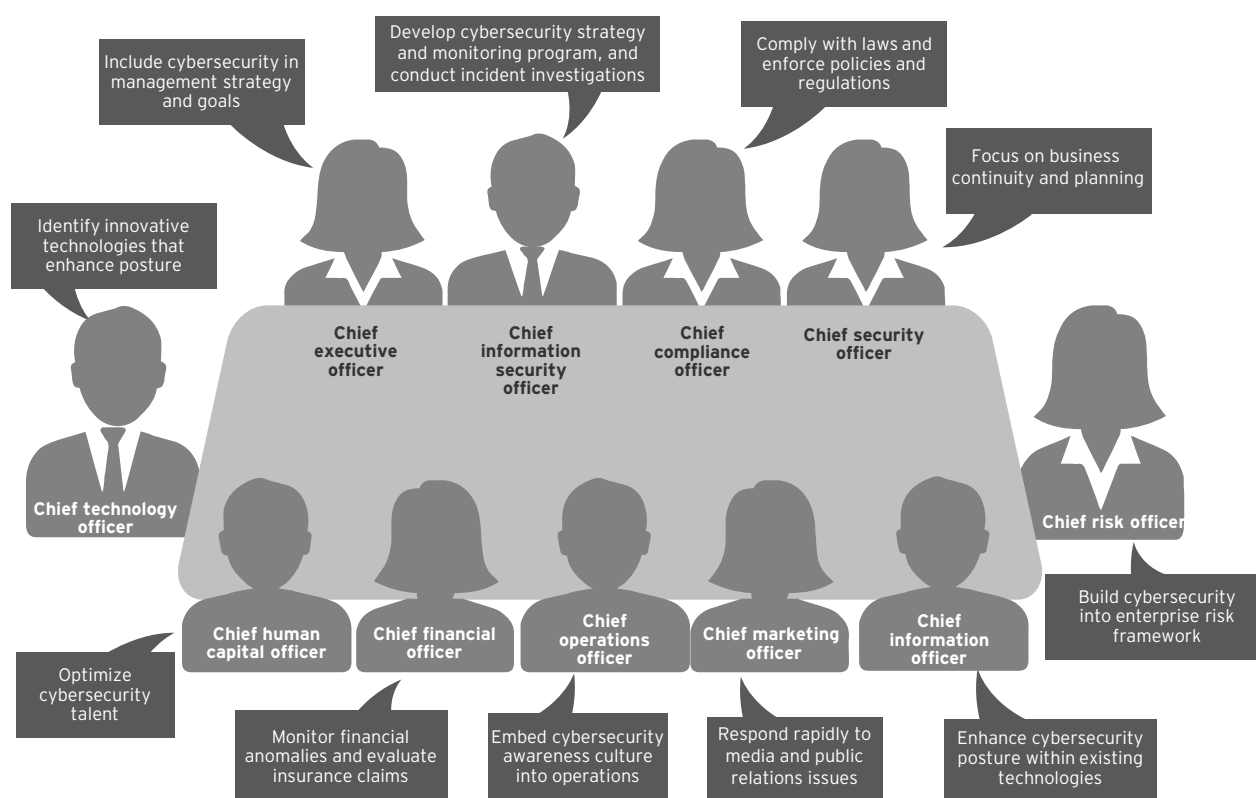 Include cybersecurity in
management strategy
and goals
Develop cybersecurity strategy
and monitoring program, and
conduct incident investigations
Comply with laws and
enforce policies and
regulations
Focus on business
continuity and planning
Identify innovative
technologies that
enhance posture
Chief
executive
officer
Chief
information
security
officer
Chief
compliance
officer
Chief security
officer
Chief technology
officer
Chief risk officer
Build cybersecurity
into enterprise risk
framework
Chief human
capital officer
Chief financial
officer
Chief
operations
officer
Chief marketing
officer
Chief
information
officer
Optimize
cybersecurity
talent
Monitor financial
anomalies and evaluate
insurance claims
Embed cybersecurity
awareness culture
into operations
Respond rapidly to
media and public
relations issues
Enhance cybersecurity
posture within existing
technologies